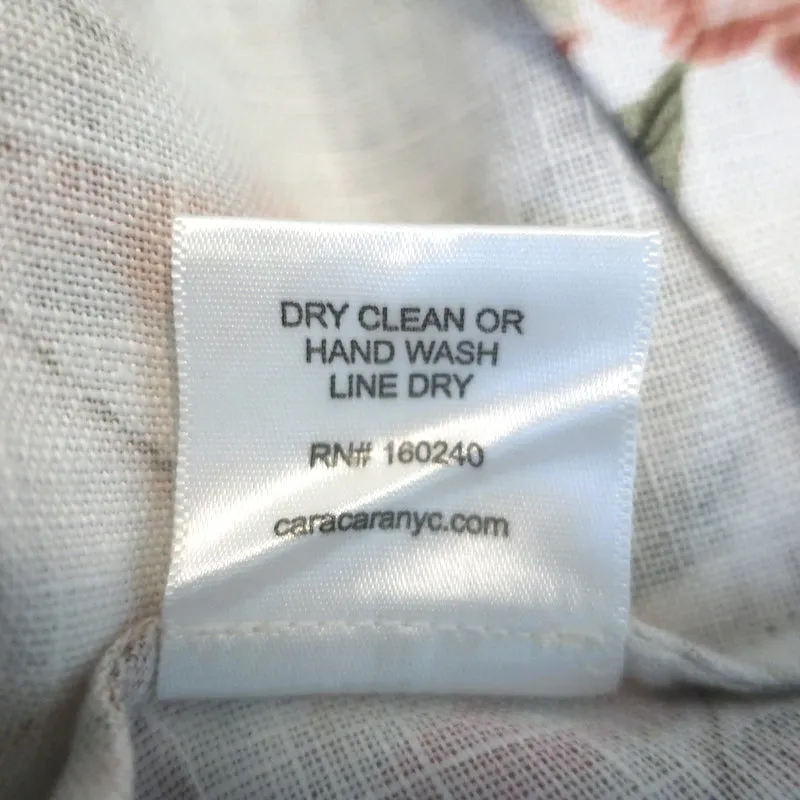 DRY CLEAN OR
HAND WASH
LINE DRY
RN# 160240
caracaranyc.com